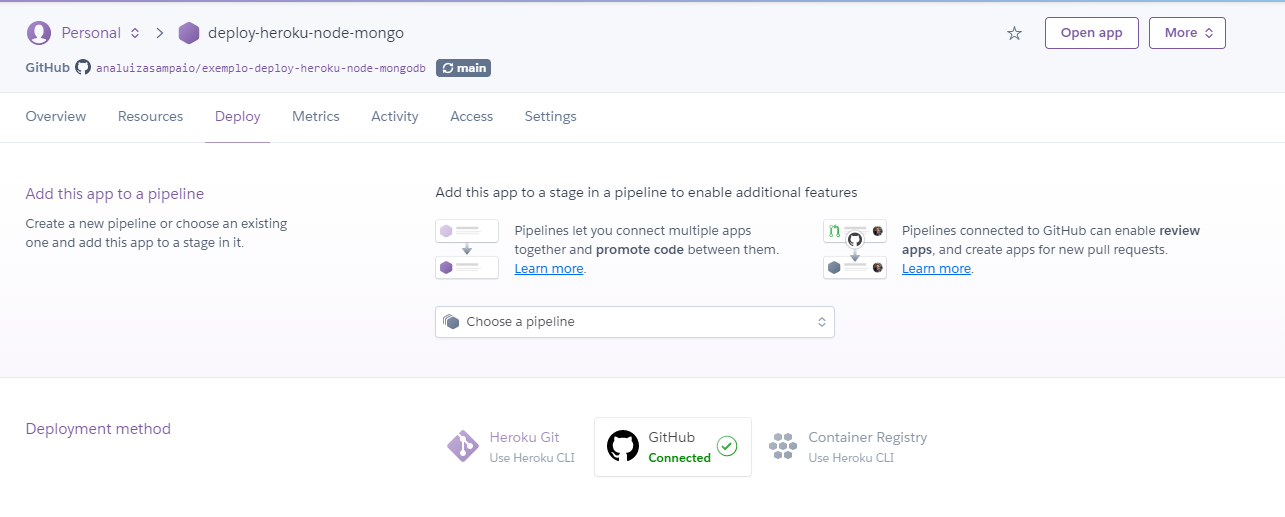 Personal deploy-heroku-node-mongo Open app More
GitHub analuizasampaio/exemplo-deploy-heroku-node-mongodb main
Overview Resources Deploy Metrics Activity Access Settings
Add this app to a pipeline
Create a new pipeline or choose an existing
one and add this app to a stage in it.
Add this app to a stage in a pipeline to enable additional features
Pipelines let you connect multiple apps
together and promote code between them.
Learn more.
Pipelines connected to GitHub can enable review
apps, and create apps for new pull requests.
Learn more.
Choose a pipeline
Deployment method
Heroku Git
Use Heroku CLI
GitHub
Connected
Container Registry
Use Heroku CLI